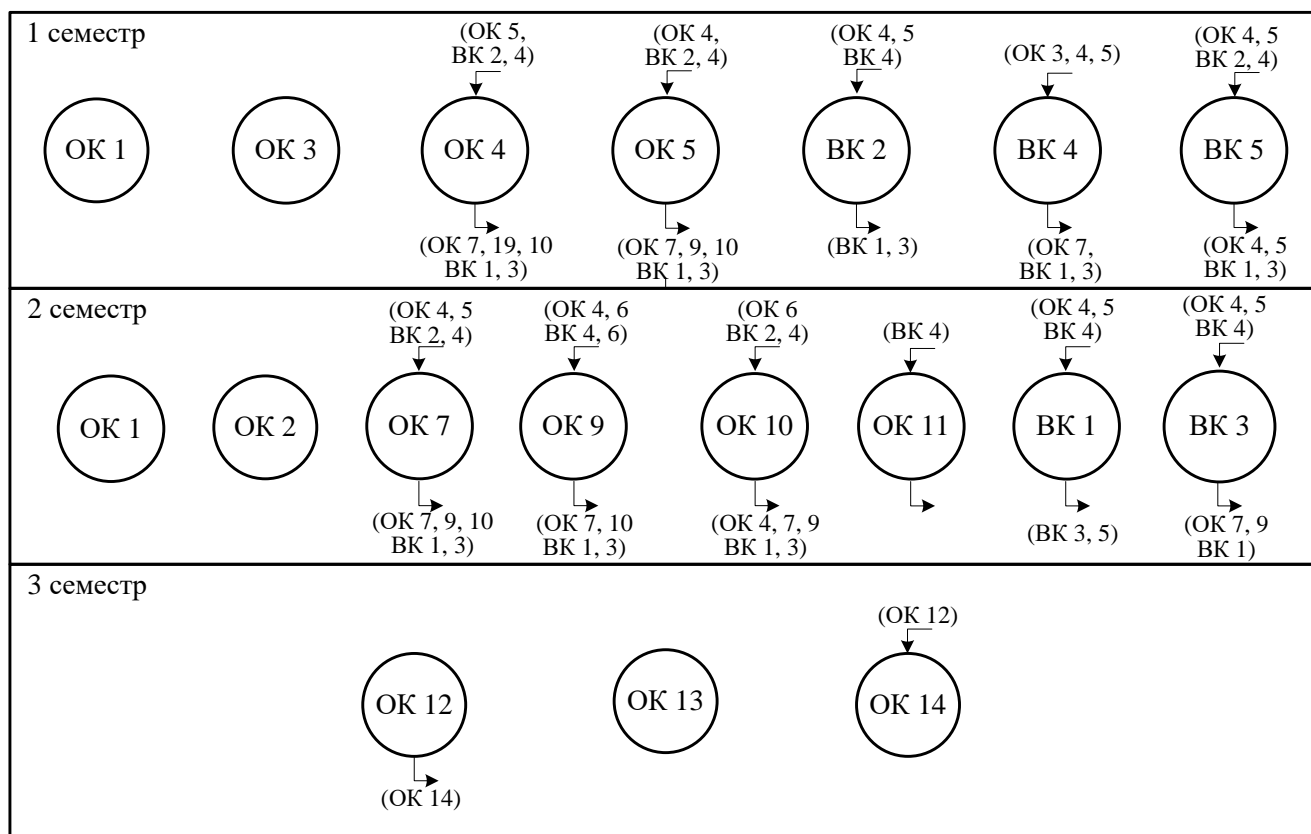 1 семестр
(ОК 5,
ВК 2, 4)
(ОК 4,
ВК 2, 4)
(ОК 4, 5
ВК 4)
(ОК 3, 4, 5)
(ОК 4, 5
ВК 2, 4)
ОК 1
ОК 3
ОК 4
ОК 5
ВК 2
ВК 4
ВК 5
(ОК 7, 19, 10
ВК 1, 3)
(ОК 7, 9, 10
ВК 1, 3)
(ВК 1, 3)
(ОК 7,
ВК 1, 3)
(ОК 4, 5
ВК 1, 3)
2 семестр
(ОК 4, 5
ВК 2, 4)
(ОК 4, 6
ВК 4, 6)
(ОК 6
ВК 2, 4)
(ВК 4)
(ОК 4, 5
ВК 4)
(ОК 4, 5
ВК 4)
ОК 1
ОК 2
ОК 7
ОК 9
ОК 10
ОК 11
ВК 1
ВК 3
(ОК 7, 9, 10
ВК 1, 3)
(ОК 7, 10
ВК 1, 3)
(ОК 4, 7, 9
ВК 1, 3)
(ВК 3, 5)
(ОК 7, 9
ВК 1)
3 семестр
(ОК 12)
ОК 12
ОК 13
ОК 14
(ОК 14)